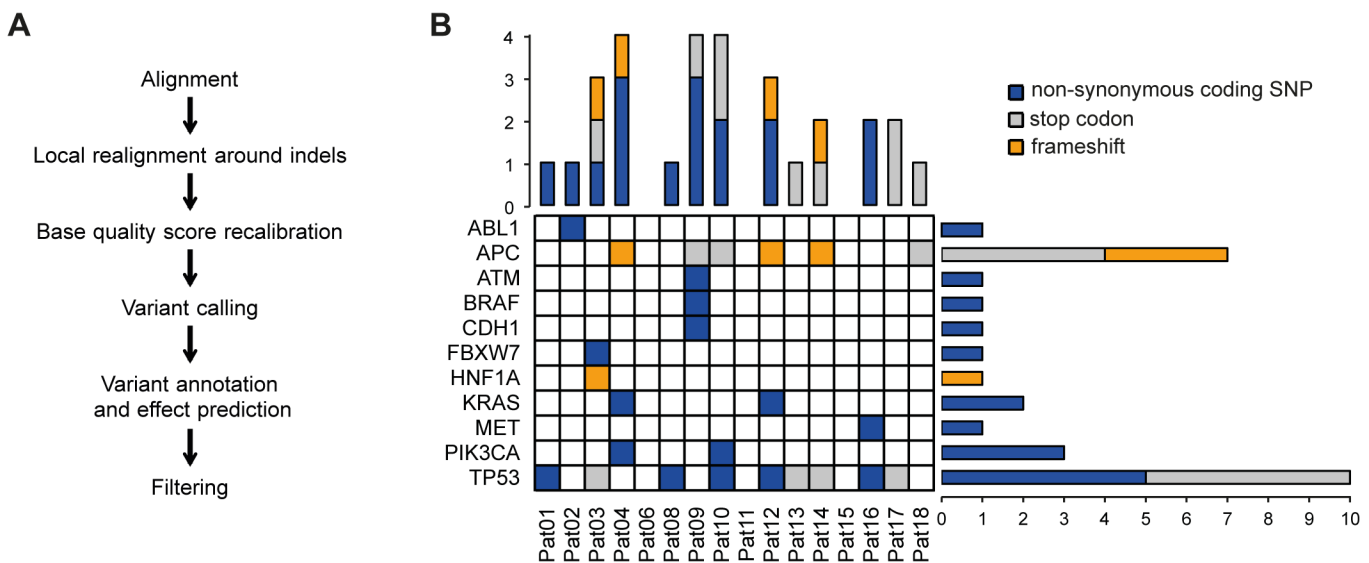 A
Alignment
Local realignment around indels
Base quality score recalibration
Variant calling
Variant annotation
and effect prediction
Filtering
B
4
3
2
1
0
non-synonymous coding SNP
stop codon
frameshift
ABL1
APC
ATM
BRAF
CDH1
FBXW7
HNF1A
KRAS
MET
PIK3CA
TP53
Pat01
Pat02
Pat03
Pat04
Pat06
Pat08
Pat09
Pat10
Pat11
Pat12
Pat13
Pat14
Pat15
Pat16
Pat17
Pat18
0 1 2 3 4 5 6 7 8 9 10